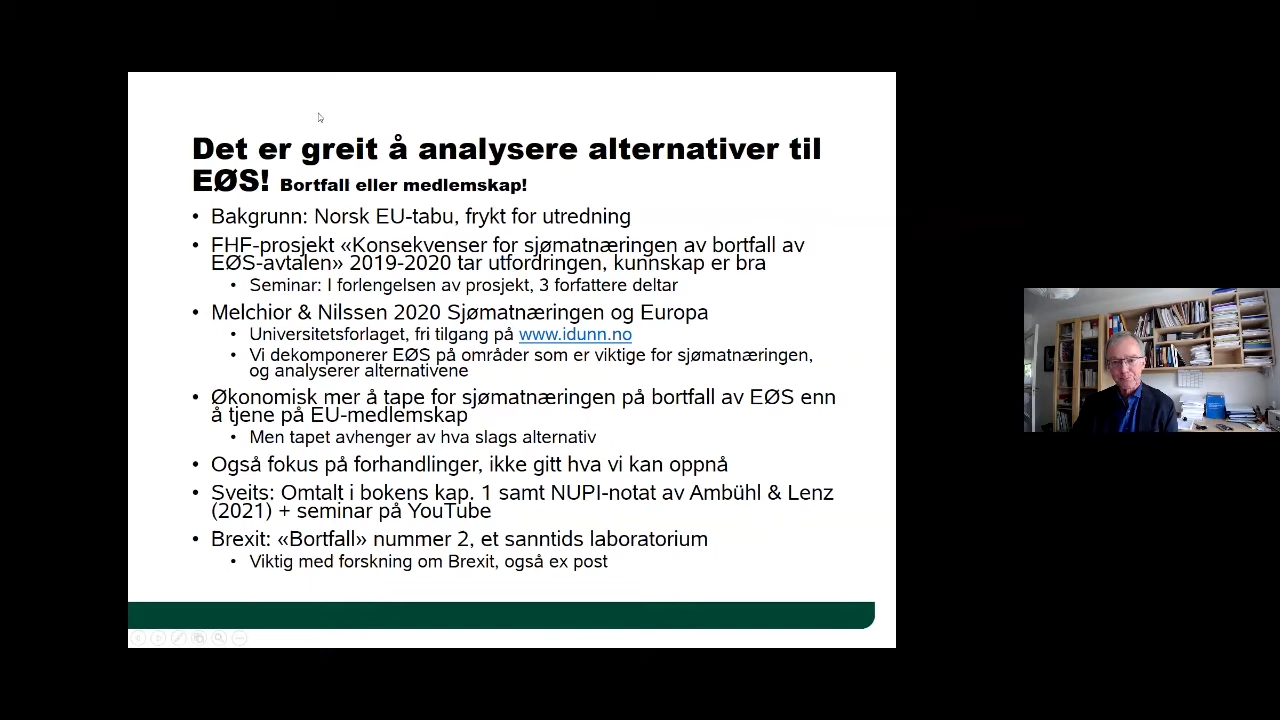 Det er greit å analysere alternativer til
EØS! Bortfall eller medlemskap!
• Bakgrunn: Norsk EU-tabu, frykt for utredning
• FHF-prosjekt «Konsekvenser for sjømatnæringen av bortfall av
EØS-avtalen» 2019-2020 tar utfordringen, kunnskap er bra
• Seminar: I forlengelsen av prosjekt, 3 forfattere deltar
• Melchior & Nilssen 2020 Sjømatnæringen og Europa
• Universitetsforlaget, fri tilgang på www.idunn.no
• Vi dekomponerer EØS på områder som er viktige for sjømatnæringen,
og analyserer alternativene
• Økonomisk mer å tape for sjømatnæringen på bortfall av EØS enn
å tjene på EU-medlemskap
• Men tapet avhenger av hva slags alternativ
• Også fokus på forhandlinger, ikke gitt hva vi kan oppnå
• Sveits: Omtalt i bokens kap. 1 samt NUPI-notat av Ambühl & Lenz
(2021) + seminar på YouTube
• Brexit: «Bortfall» nummer 2, et sanntids laboratorium
• Viktig med forskning om Brexit, også ex post